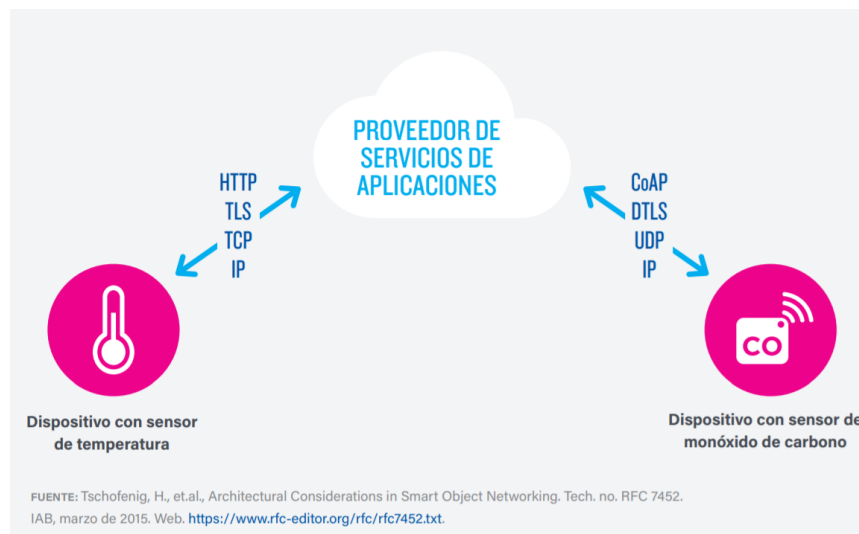 PROVEEDOR DE
SERVICIOS DE
APLICACIONES
HTTP
TLS
TCP
IP
CoAP
DTLS
UDP
IP
CO
Dispositivo con sensor
de temperatura
Dispositivo con sensor de
monóxido de carbono
FUENTE: Tschofenig, H., et.al., Architectural Considerations in Smart Object Networking. Tech. no. RFC 7452.
IAB, marzo de 2015. Web. https://www.rfc-editor.org/rfc/rfc7452.txt.